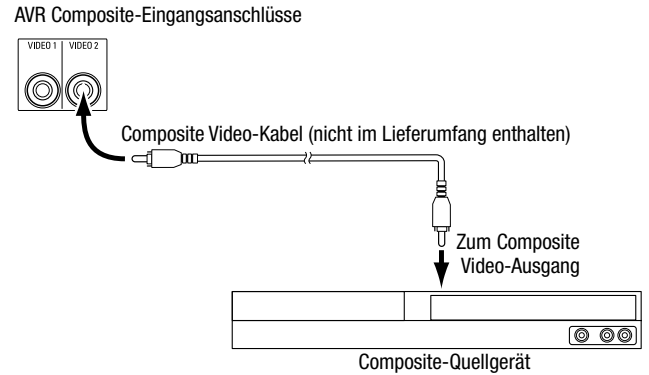 AVR Composite-Eingangsanschlüsse
VIDEO 1 VIDEO 2
Composite Video-Kabel (nicht im Lieferumfang enthalten)
Zum Composite
Video-Ausgang
Composite-Quellgerät